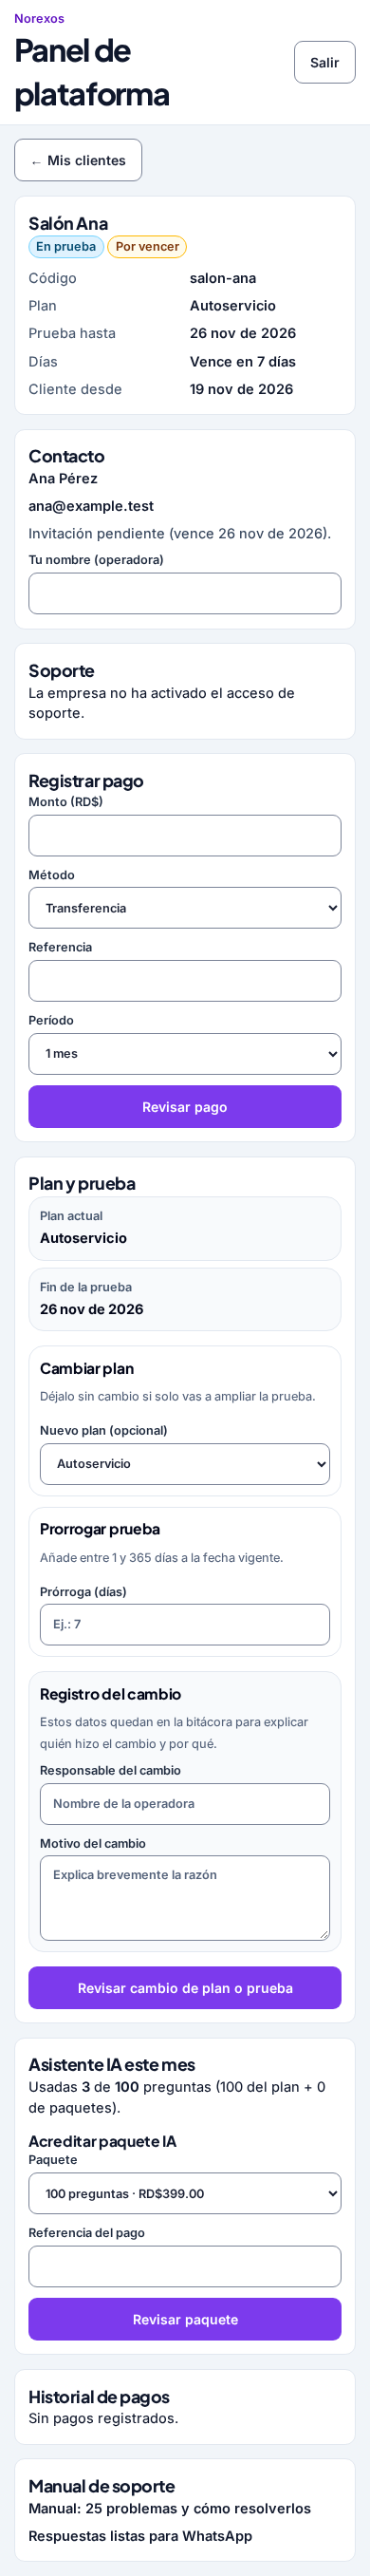 Norexos
Panel de
plataforma
Salir
← Mis clientes
Salón Ana
En prueba Por vencer
Código salon-ana
Plan Autoservicio
Prueba hasta 26 nov de 2026
Días Vence en 7 días
Cliente desde 19 nov de 2026
Contacto
Ana Pérez
ana@example.test
Invitación pendiente (vence 26 nov de 2026).
Tu nombre (operadora)
Soporte
La empresa no ha activado el acceso de
soporte.
Registrar pago
Monto (RD$)
Método
Transferencia
Referencia
Período
1 mes
Revisar pago
Plan y prueba
Plan actual
Autoservicio
Fin de la prueba
26 nov de 2026
Cambiar plan
Déjalo sin cambio si solo vas a ampliar la prueba.
Nuevo plan (opcional)
Autoservicio
Prorrogar prueba
Añade entre 1 y 365 días a la fecha vigente.
Prórroga (días)
Ej.: 7
Registro del cambio
Estos datos quedan en la bitácora para explicar
quién hizo el cambio y por qué.
Responsable del cambio
Nombre de la operadora
Motivo del cambio
Explica brevemente la razón
Revisar cambio de plan o prueba
Asistente IA este mes
Usadas 3 de 100 preguntas (100 del plan + 0
de paquetes).
Acreditar paquete IA
Paquete
100 preguntas · RD$399.00
Referencia del pago
Revisar paquete
Historial de pagos
Sin pagos registrados.
Manual de soporte
Manual: 25 problemas y cómo resolverlos
Respuestas listas para WhatsApp